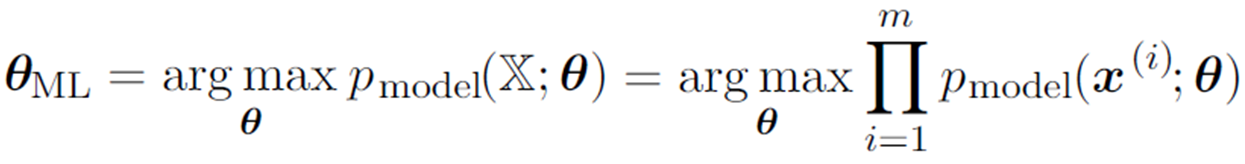 θ_ML = arg max_θ p_model(𝕏; θ) = arg max_θ ∏_{i=1}^{m} p_model(x^(i); θ)